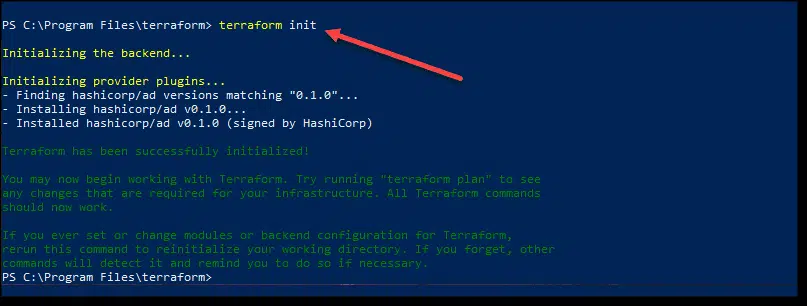 PS C:\Program Files\terraform> terraform init
Initializing the backend...
Initializing provider plugins...
- Finding hashicorp/ad versions matching "0.1.0"...
- Installing hashicorp/ad v0.1.0...
- Installed hashicorp/ad v0.1.0 (signed by HashiCorp)
Terraform has been successfully initialized!
You may now begin working with Terraform. Try running "terraform plan" to see
any changes that are required for your infrastructure. All Terraform commands
should now work.
If you ever set or change modules or backend configuration for Terraform,
rerun this command to reinitialize your working directory. If you forget, other
commands will detect it and remind you to do so if necessary.
PS C:\Program Files\terraform>